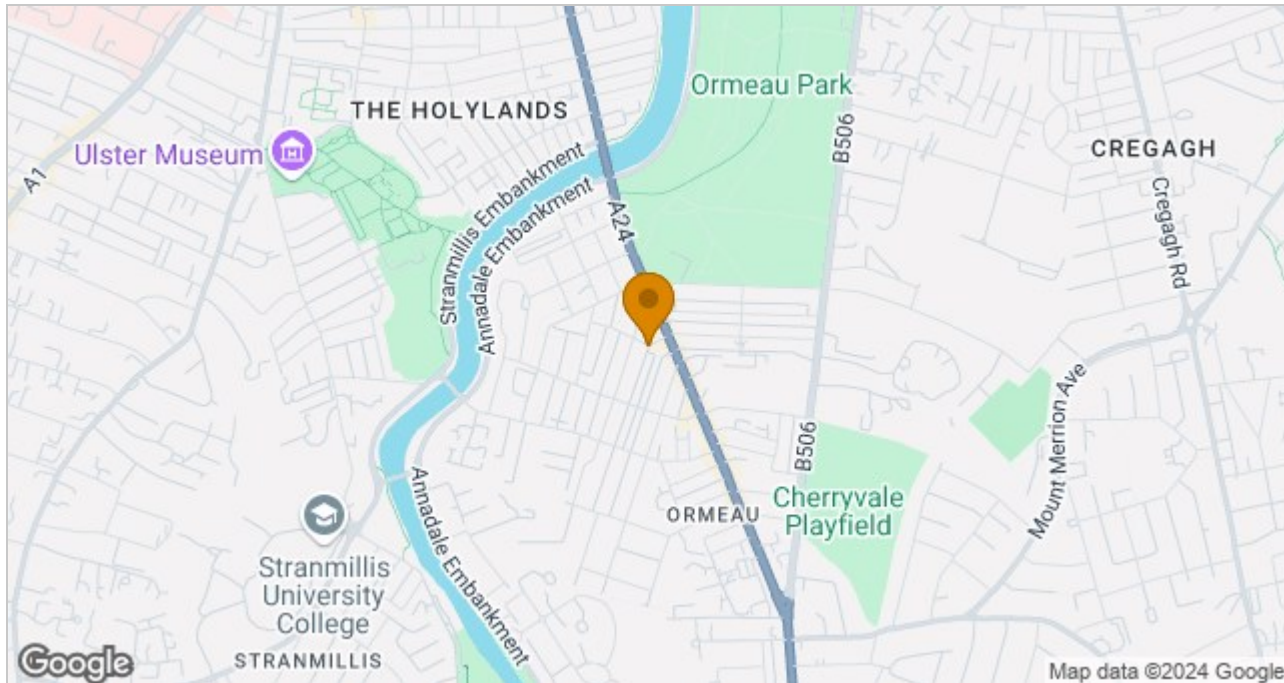 Ormeau Park
THE HOLYLANDS
Ulster Museum
CREGAGH
A1
B506
Stranmillis Embankment
Annadale Embankment
A24
Cregagh Rd
Mount Merrion Ave
B506
Cherryvale
Playfield
ORMEAU
Annadale Embankment
Stranmillis
University
College
STRANMILLIS
Google
Map data ©2024 Google